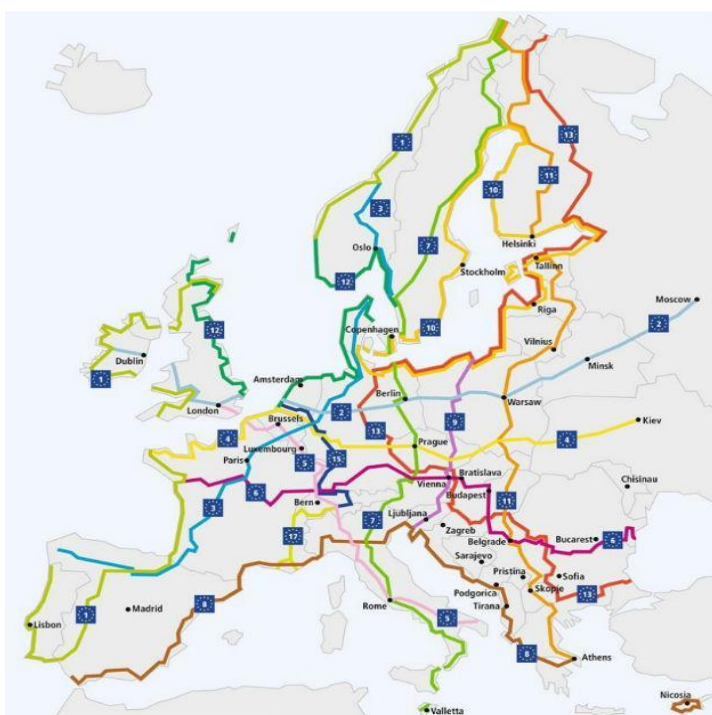 1
13
11
10
3
7
Oslo
Helsinki
12
Stockholm
Tallinn
10
Riga
Moscow
2
12
Copenhagen
Vilnius
Dublin
Minsk
1
Amsterdam
Berlin
London
2
Warsaw
Brussels
9
Kiev
4
13
4
Prague
Luxembourg
Paris
5
15
Bratislava
Vienna
Chisinau
6
Budapest
3
Bern
11
Ljubljana
7
Zagreb
17
Belgrade
Bucarest
6
Sarajevo
Pristina
Sofia
Podgorica
Skopje
13
8
Madrid
Rome
Tirana
1
5
Lisbon
8
Athens
Nicosia
Valletta